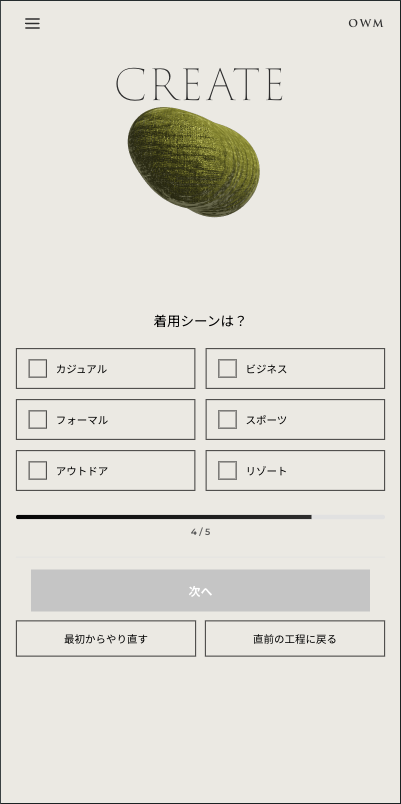 OWM
CREATE
着用シーンは？
カジュアル
ビジネス
フォーマル
スポーツ
アウトドア
リゾート
4 / 5
次へ
最初からやり直す
直前の工程に戻る